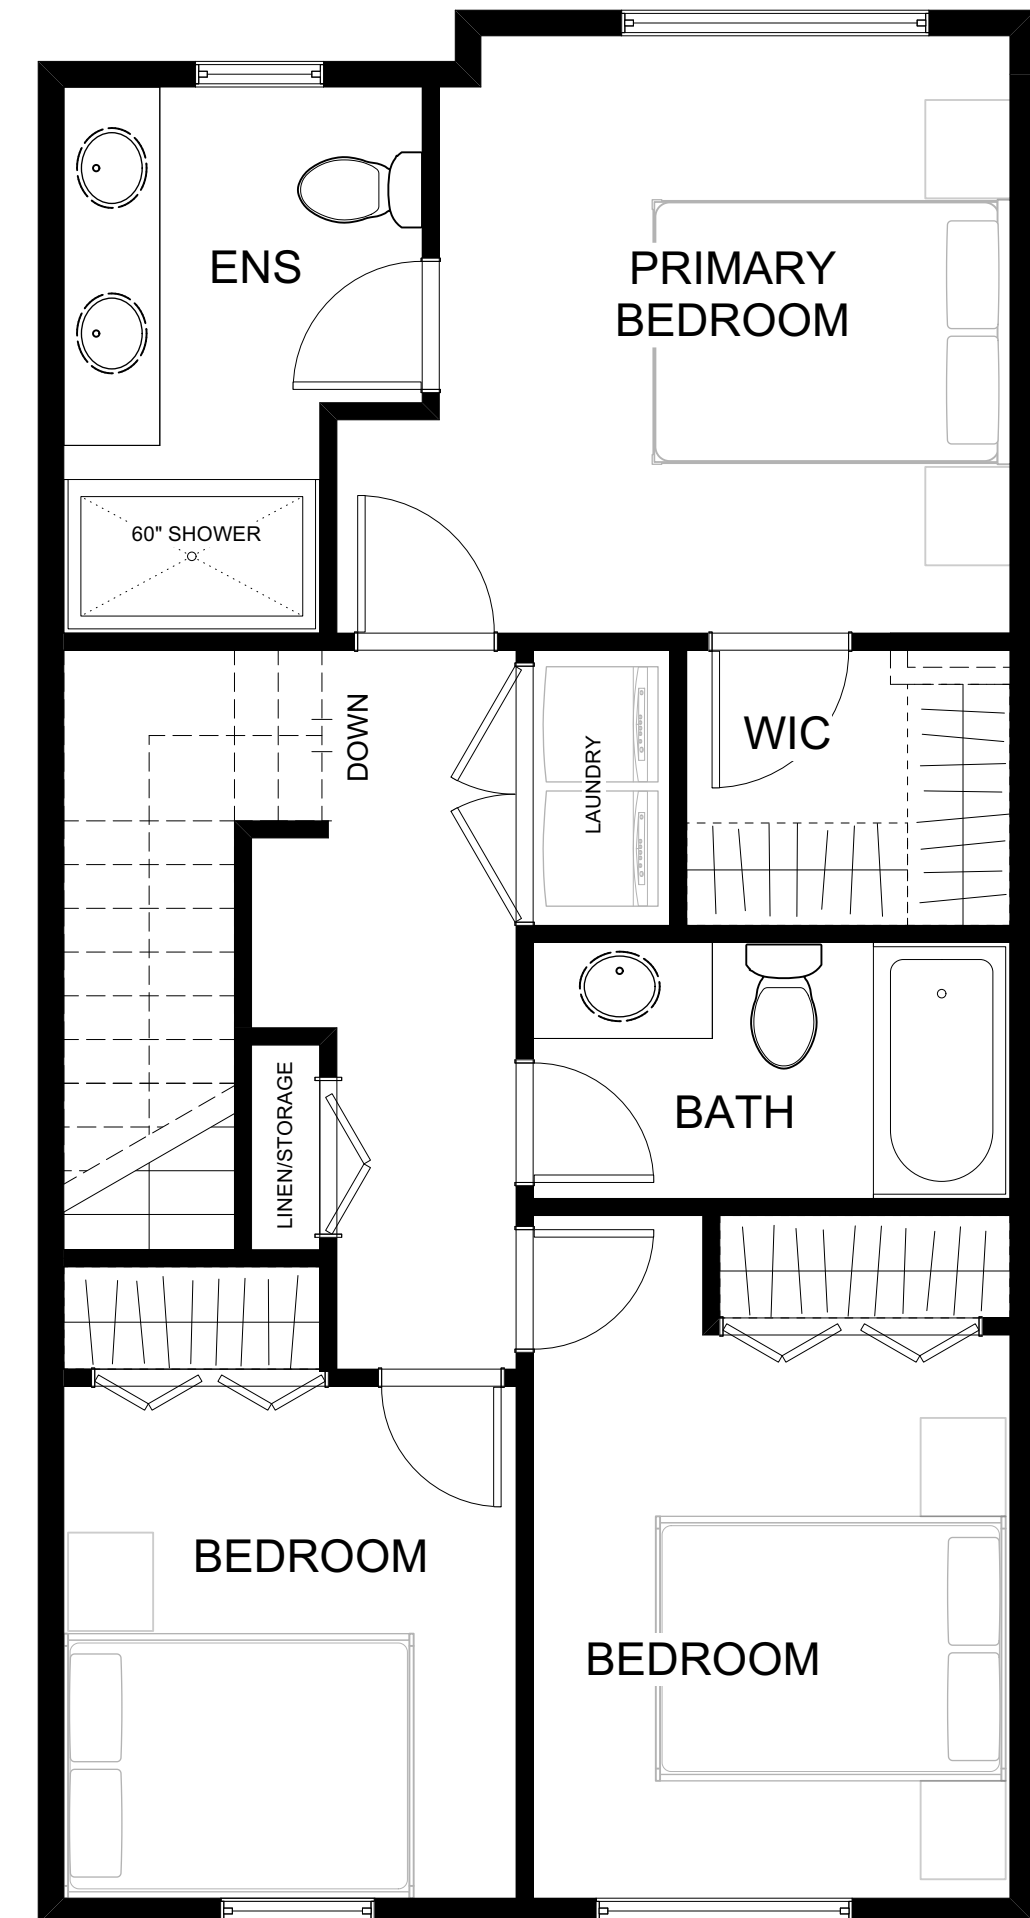 ENS
PRIMARY
BEDROOM
60" SHOWER
DOWN
LAUNDRY
WIC
LINEN/STORAGE
BATH
BEDROOM
BEDROOM